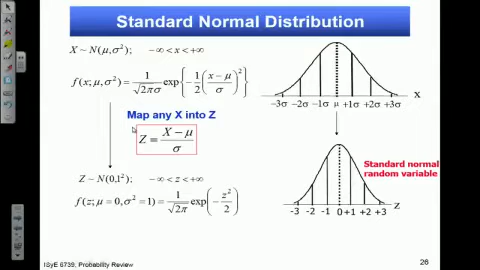 Standard Normal Distribution
X ~ N(μ,σ²); −∞ < x < +∞
f(x; μ,σ²) = 1/(√2πσ) exp{−1/2((x−μ)/σ)²}
−3σ −2σ −1σ μ +1σ +2σ +3σ X
Map any X into Z
Z = (X−μ)/σ
Standard normal
random variable
Z ~ N(0,1²); −∞ < z < +∞
f(z; μ = 0,σ² = 1) = 1/√2π exp(−z²/2)
-3 -2 -1 0 +1 +2 +3 Z
ISyE 6739, Probability Review
26